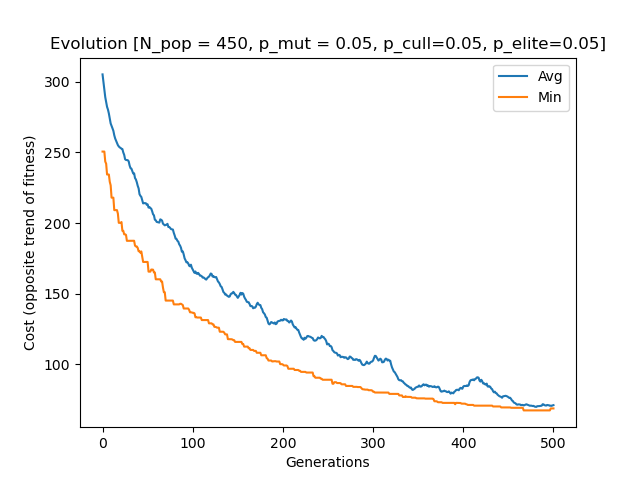 Evolution [N_pop = 450, p_mut = 0.05, p_cull=0.05, p_elite=0.05]
Avg
Min
Cost (opposite trend of fitness)
300
250
200
150
100
0
100
200
300
400
500
Generations